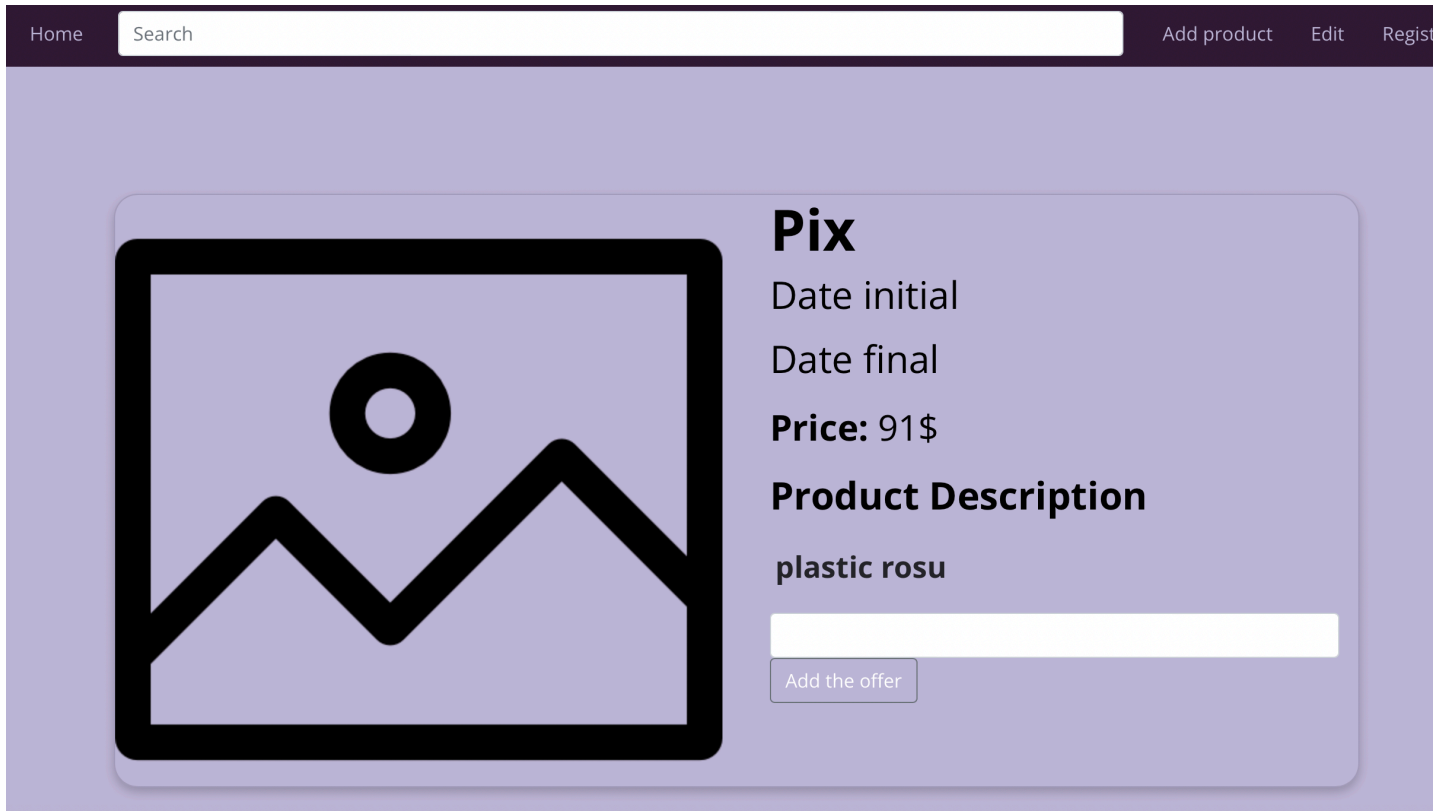 Home Search Add product Edit Regist
Pix
Date initial
Date final
Price: 91$
Product Description
plastic rosu
Add the offer